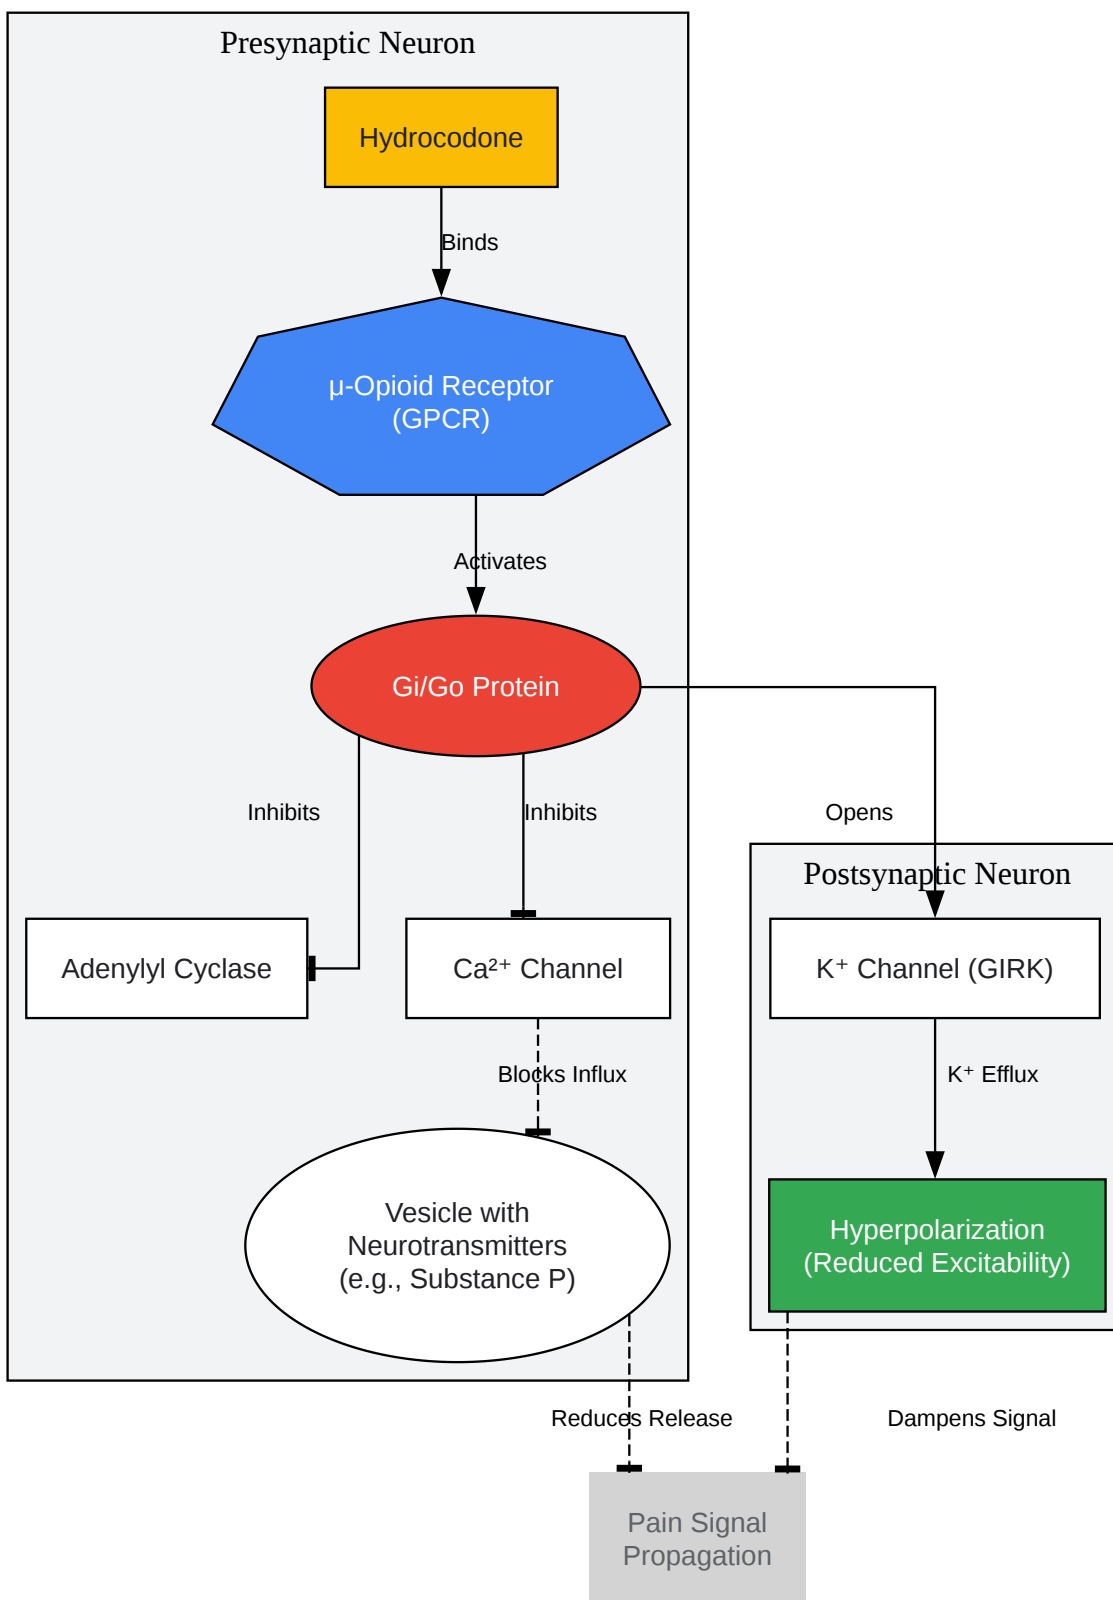 Presynaptic Neuron
Hydrocodone
Binds
μ-Opioid Receptor
(GPCR)
Activates
Gi/Go Protein
Inhibits
Inhibits
Opens
Postsynaptic Neuron
Adenylyl Cyclase
Ca²⁺ Channel
K⁺ Channel (GIRK)
Blocks Influx
K⁺ Efflux
Vesicle with
Neurotransmitters
(e.g., Substance P)
Hyperpolarization
(Reduced Excitability)
Reduces Release
Dampens Signal
Pain Signal
Propagation